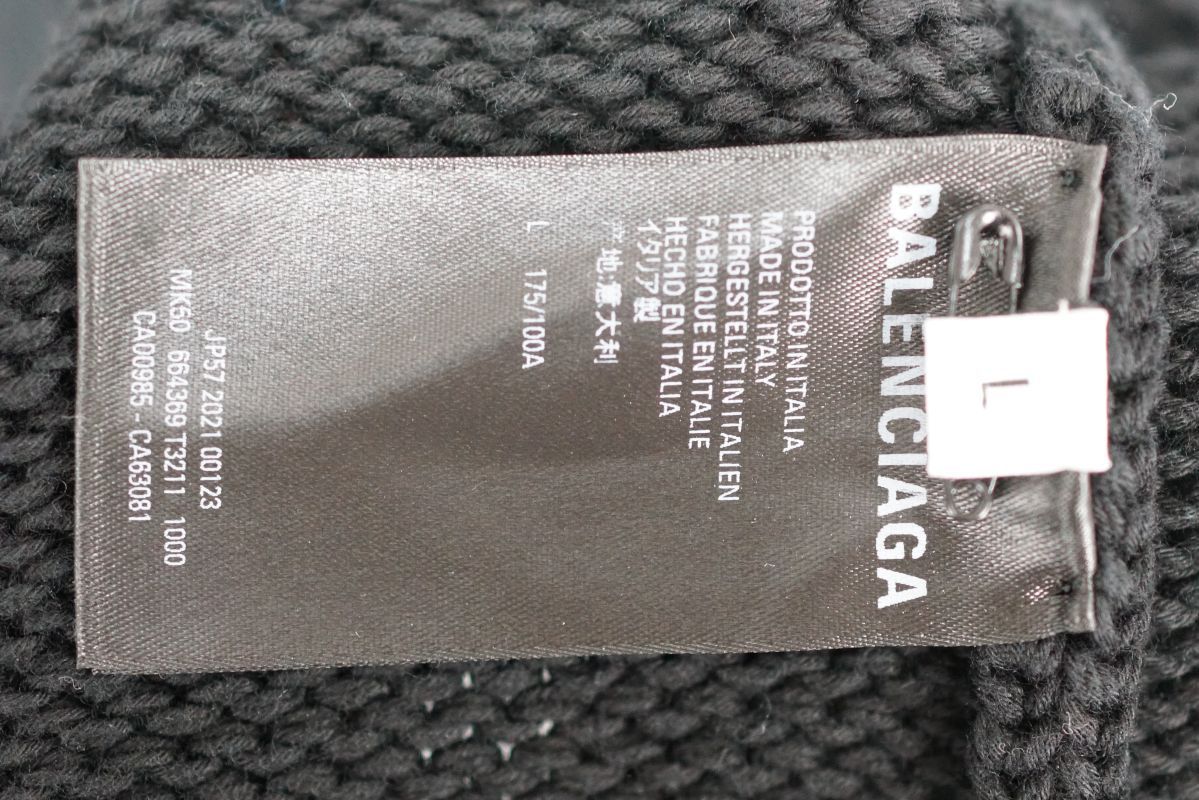 BALENCIAGA
L
PRODOTTO IN ITALIA
MADE IN ITALY
HERGESTELLT IN ITALIEN
FABRIQUE EN ITALIE
HECHO EN ITALIA
イタリア製
产地:意大利
L 175/100A
JP57 2021 00123
MK60 664369 T3211 1000
CA00985 - CA63081